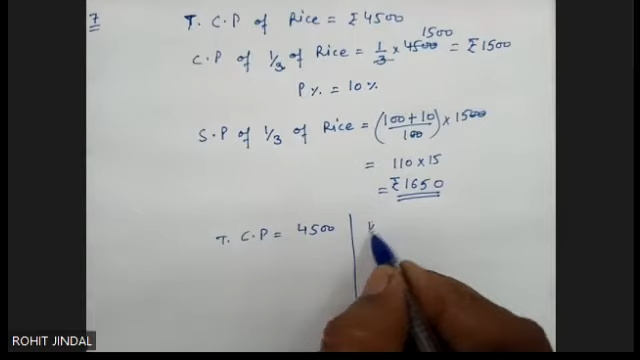 7 T. C.P of Rice = ₹4500
1500
C.P of 1/3 of Rice = 1/3 × 4500 = ₹1500
P% = 10%
S.P of 1/3 of Rice = (100+10/100) × 1500
= 110×15
= ₹1650
T. C.P = 4500
ROHIT JINDAL